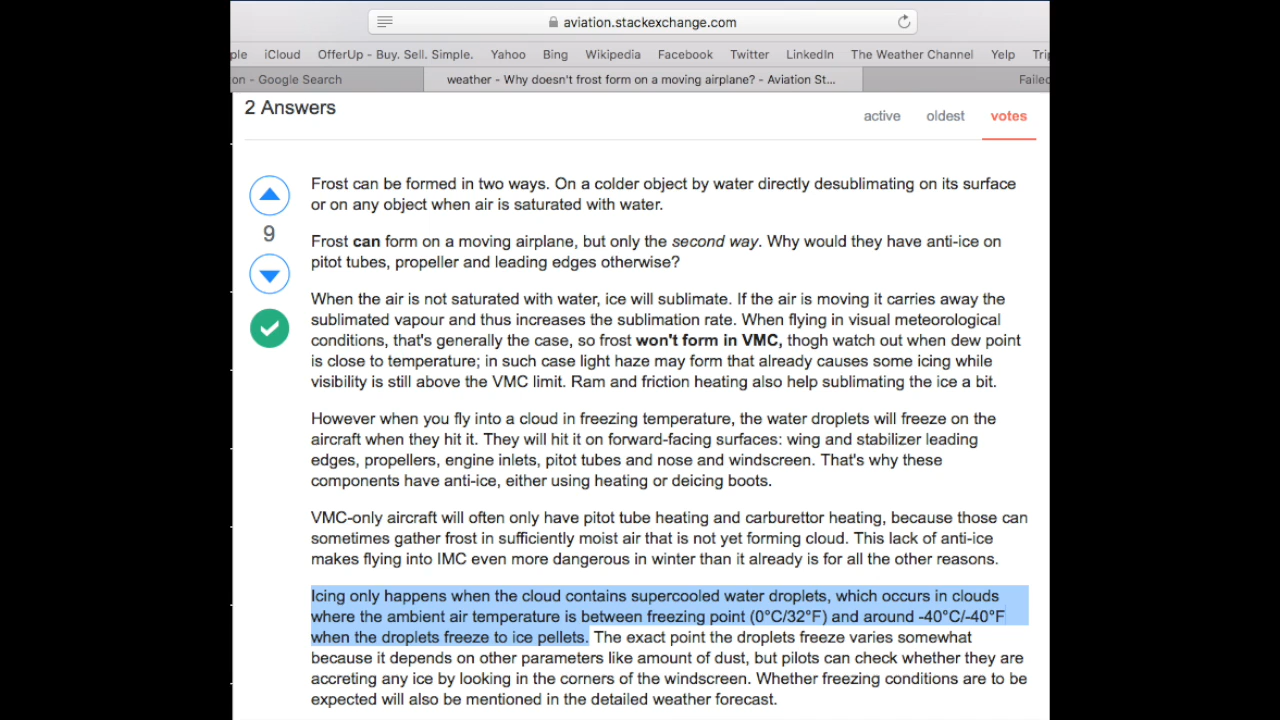 aviation.stackexchange.com
ple iCloud OfferUp - Buy. Sell. Simple. Yahoo Bing Wikipedia Facebook Twitter LinkedIn The Weather Channel Yelp Trip
on - Google Search weather - Why doesn't frost form on a moving airplane? - Aviation St... Failed
2 Answers
active oldest votes
Frost can be formed in two ways. On a colder object by water directly desublimating on its surface
or on any object when air is saturated with water.
9
Frost can form on a moving airplane, but only the second way. Why would they have anti-ice on
pitot tubes, propeller and leading edges otherwise?
When the air is not saturated with water, ice will sublimate. If the air is moving it carries away the
sublimated vapour and thus increases the sublimation rate. When flying in visual meteorological
conditions, that's generally the case, so frost won't form in VMC, thogh watch out when dew point
is close to temperature; in such case light haze may form that already causes some icing while
visibility is still above the VMC limit. Ram and friction heating also help sublimating the ice a bit.
However when you fly into a cloud in freezing temperature, the water droplets will freeze on the
aircraft when they hit it. They will hit it on forward-facing surfaces: wing and stabilizer leading
edges, propellers, engine inlets, pitot tubes and nose and windscreen. That's why these
components have anti-ice, either using heating or deicing boots.
VMC-only aircraft will often only have pitot tube heating and carburettor heating, because those can
sometimes gather frost in sufficiently moist air that is not yet forming cloud. This lack of anti-ice
makes flying into IMC even more dangerous in winter than it already is for all the other reasons.
Icing only happens when the cloud contains supercooled water droplets, which occurs in clouds
where the ambient air temperature is between freezing point (0°C/32°F) and around -40°C/-40°F
when the droplets freeze to ice pellets. The exact point the droplets freeze varies somewhat
because it depends on other parameters like amount of dust, but pilots can check whether they are
accreting any ice by looking in the corners of the windscreen. Whether freezing conditions are to be
expected will also be mentioned in the detailed weather forecast.